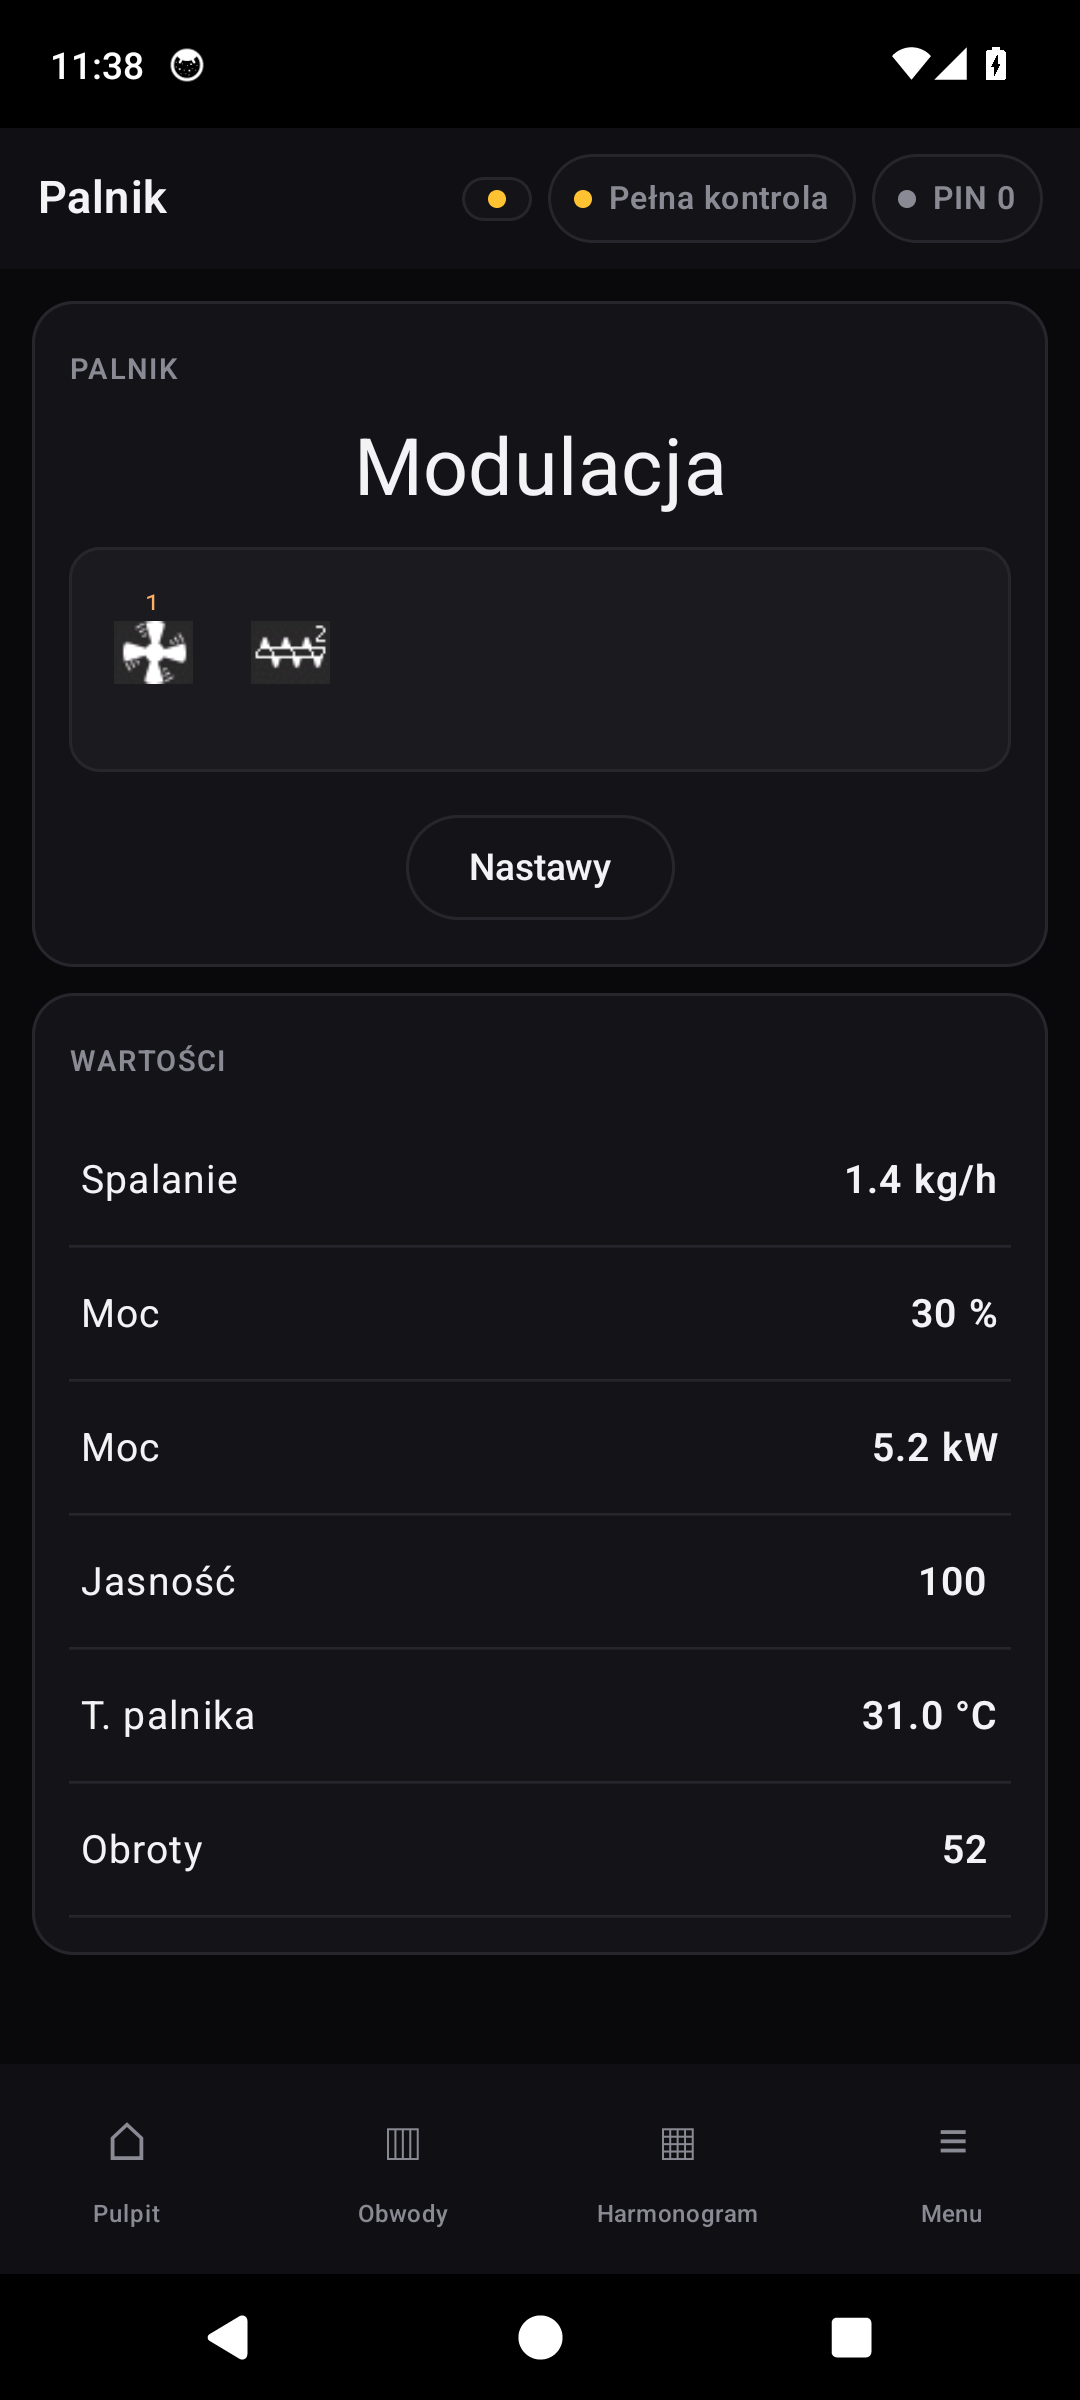 11:38
Palnik
Pełna kontrola
PIN 0
PALNIK
Modulacja
1
2
Nastawy
WARTOŚCI
Spalanie 1.4 kg/h
Moc 30 %
Moc 5.2 kW
Jasność 100
T. palnika 31.0 °C
Obroty 52
Pulpit
Obwody
Harmonogram
Menu